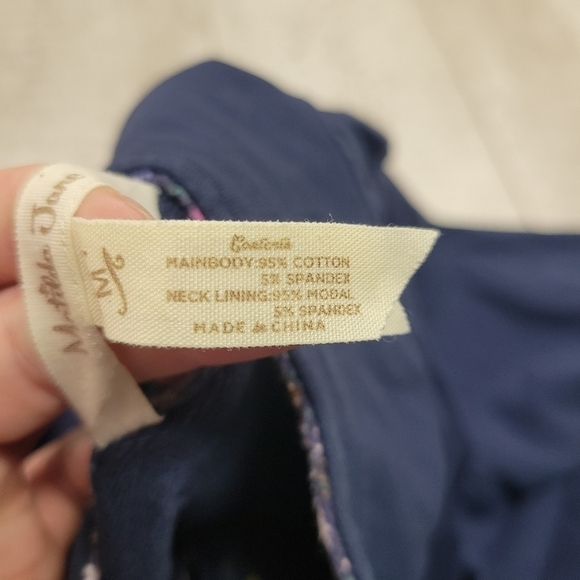 Matilda Jane
M
Contents
MAINBODY:95% COTTON
5% SPANDEX
NECK LINING:95% MODAL
5% SPANDEX
MADE in CHINA